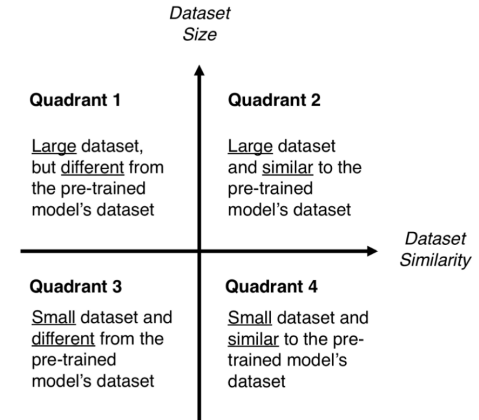 Dataset
Size
Quadrant 1
Large dataset,
but different from
the pre-trained
model's dataset
Quadrant 2
Large dataset
and similar to the
pre-trained
model's dataset
Dataset
Similarity
Quadrant 3
Small dataset and
different from the
pre-trained
model's dataset
Quadrant 4
Small dataset and
similar to the pre-
trained model's
dataset